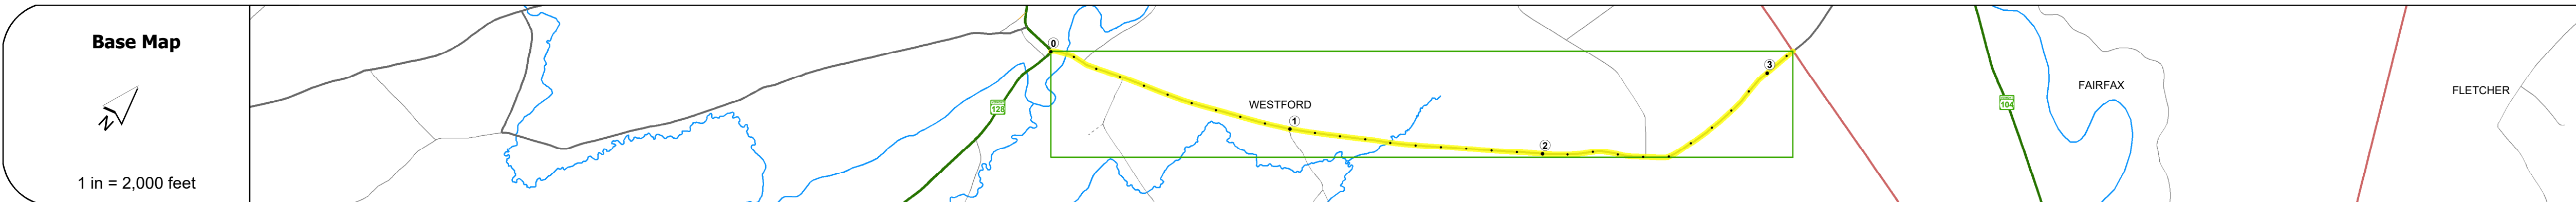 Base Map
N
1 in = 2,000 feet
0
128
WESTFORD
1
2
3
104
FAIRFAX
FLETCHER